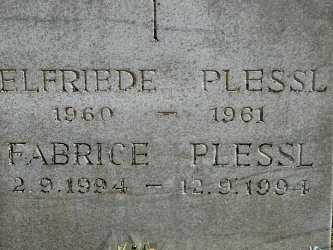 ELFRIEDE PLESSL
1960 – 1961
FABRICE PLESSL
2.9.1994 – 12.9.1994